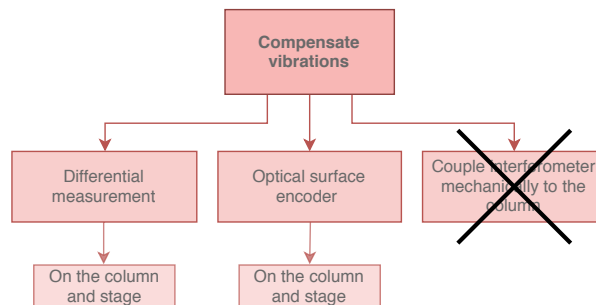 Compensate
vibrations
Differential
measurement
Optical surface
encoder
Couple interferometer
mechanically to the
column
On the column
and stage
On the column
and stage